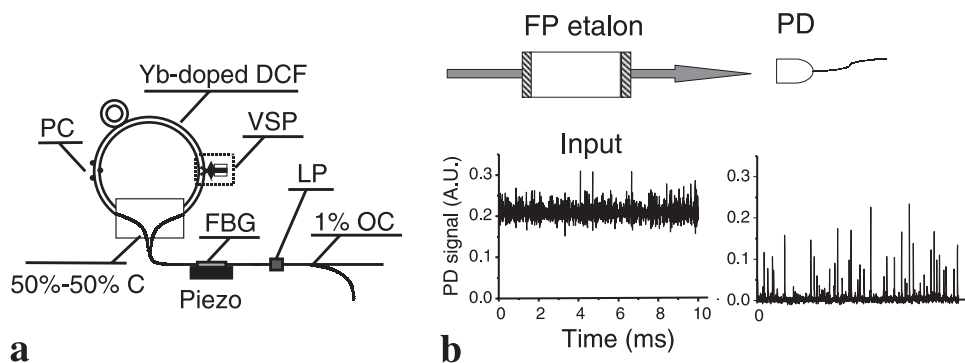 Yb-doped DCF
PC
VSP
LP
FBG
1% OC
50%-50% C
Piezo
a
FP etalon
PD
Input
PD signal (A.U.)
0.3
0.2
0.1
0.0
0 2 4 6 8 10
Time (ms)
0.3
0.2
0.1
0.0
0
b